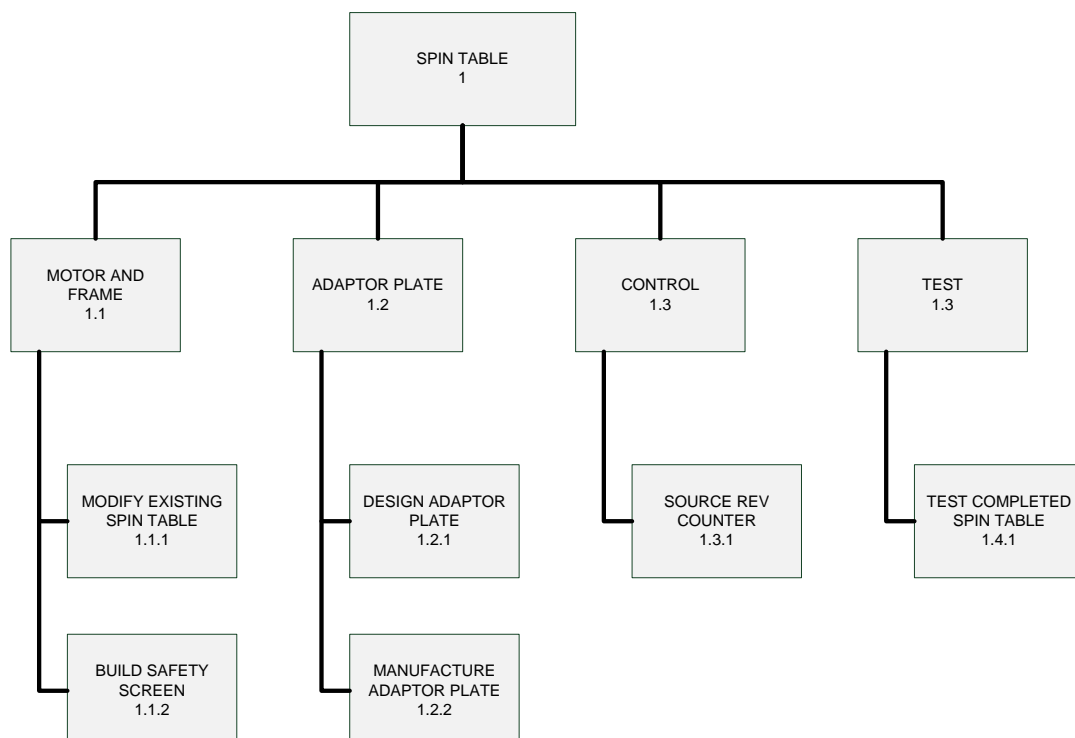 SPIN TABLE
1
MOTOR AND
FRAME
1.1
ADAPTOR PLATE
1.2
CONTROL
1.3
TEST
1.3
MODIFY EXISTING
SPIN TABLE
1.1.1
DESIGN ADAPTOR
PLATE
1.2.1
SOURCE REV
COUNTER
1.3.1
TEST COMPLETED
SPIN TABLE
1.4.1
BUILD SAFETY
SCREEN
1.1.2
MANUFACTURE
ADAPTOR PLATE
1.2.2